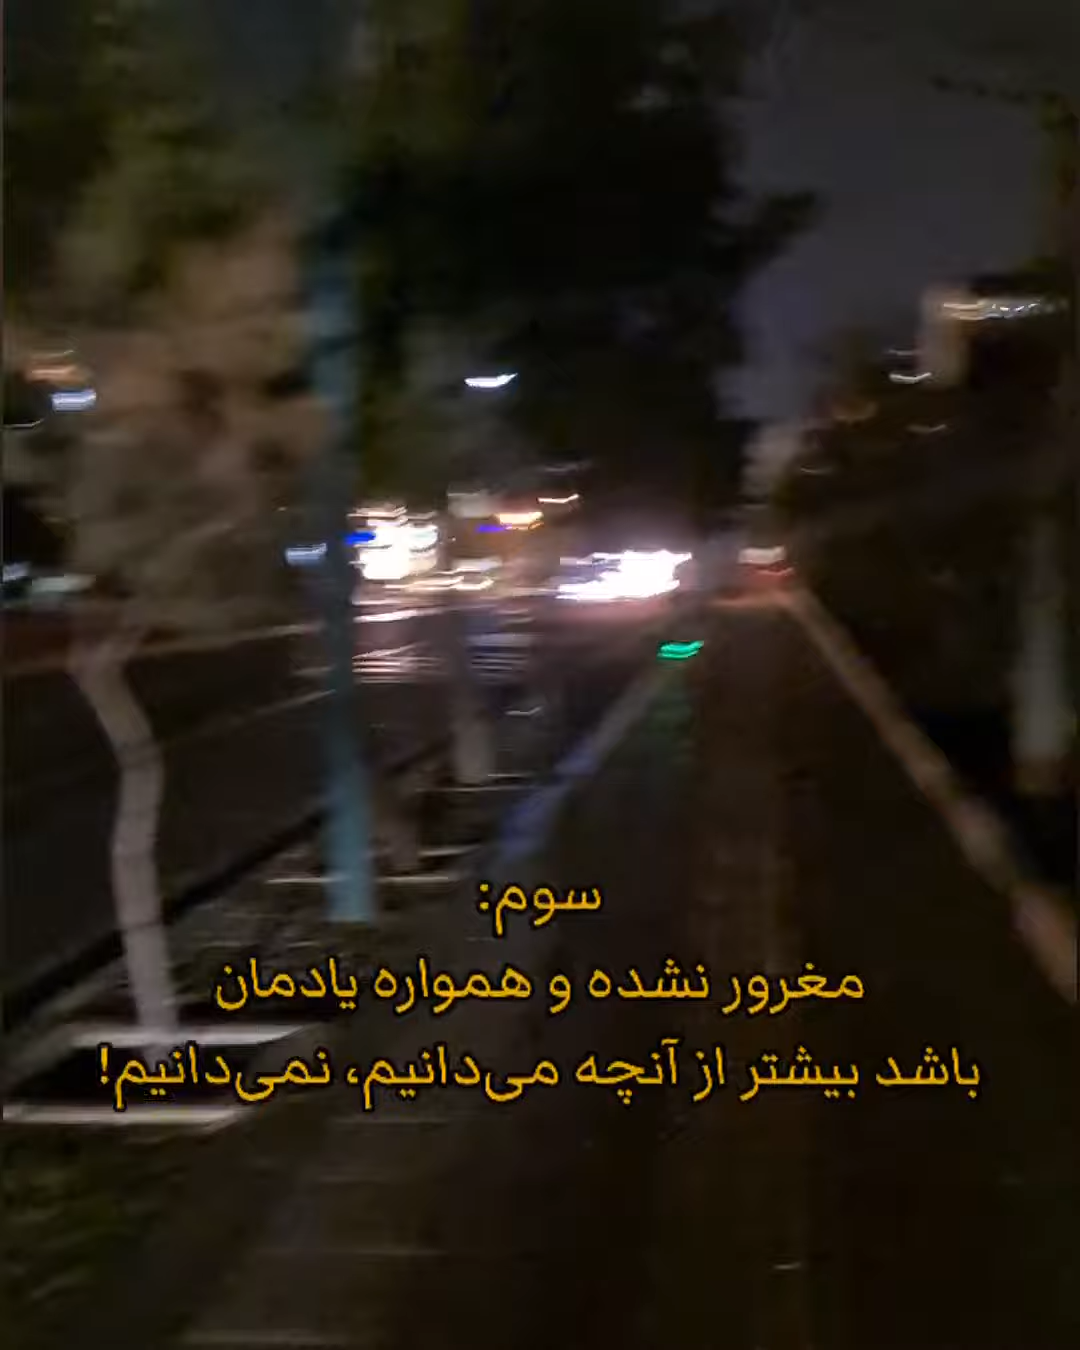 سوم:
مغرور نشده و همواره یادمان
باشد بیشتر از آنچه می‌دانیم، نمی‌دانیم!